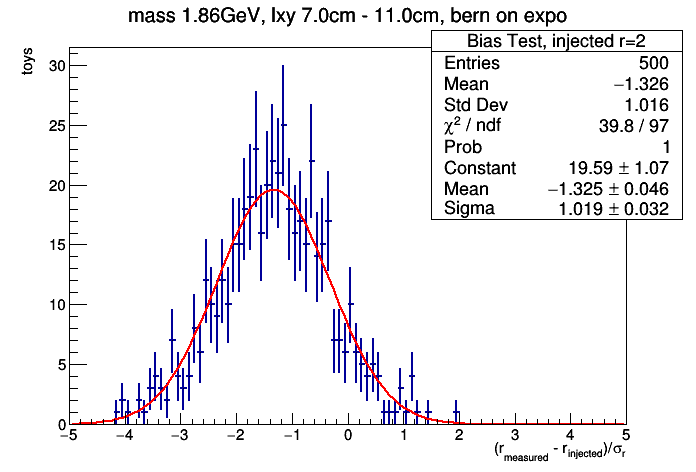 mass 1.86GeV, lxy 7.0cm - 11.0cm, bern on expo
Bias Test, injected r=2
Entries 500
Mean −1.326
Std Dev 1.016
χ² / ndf 39.8 / 97
Prob 1
Constant 19.59 ± 1.07
Mean −1.325 ± 0.046
Sigma 1.019 ± 0.032
toys
30
25
20
15
10
5
0
−5 −4 −3 −2 −1 0 1 2 3 4 5
(r_measured - r_injected)/σ_r